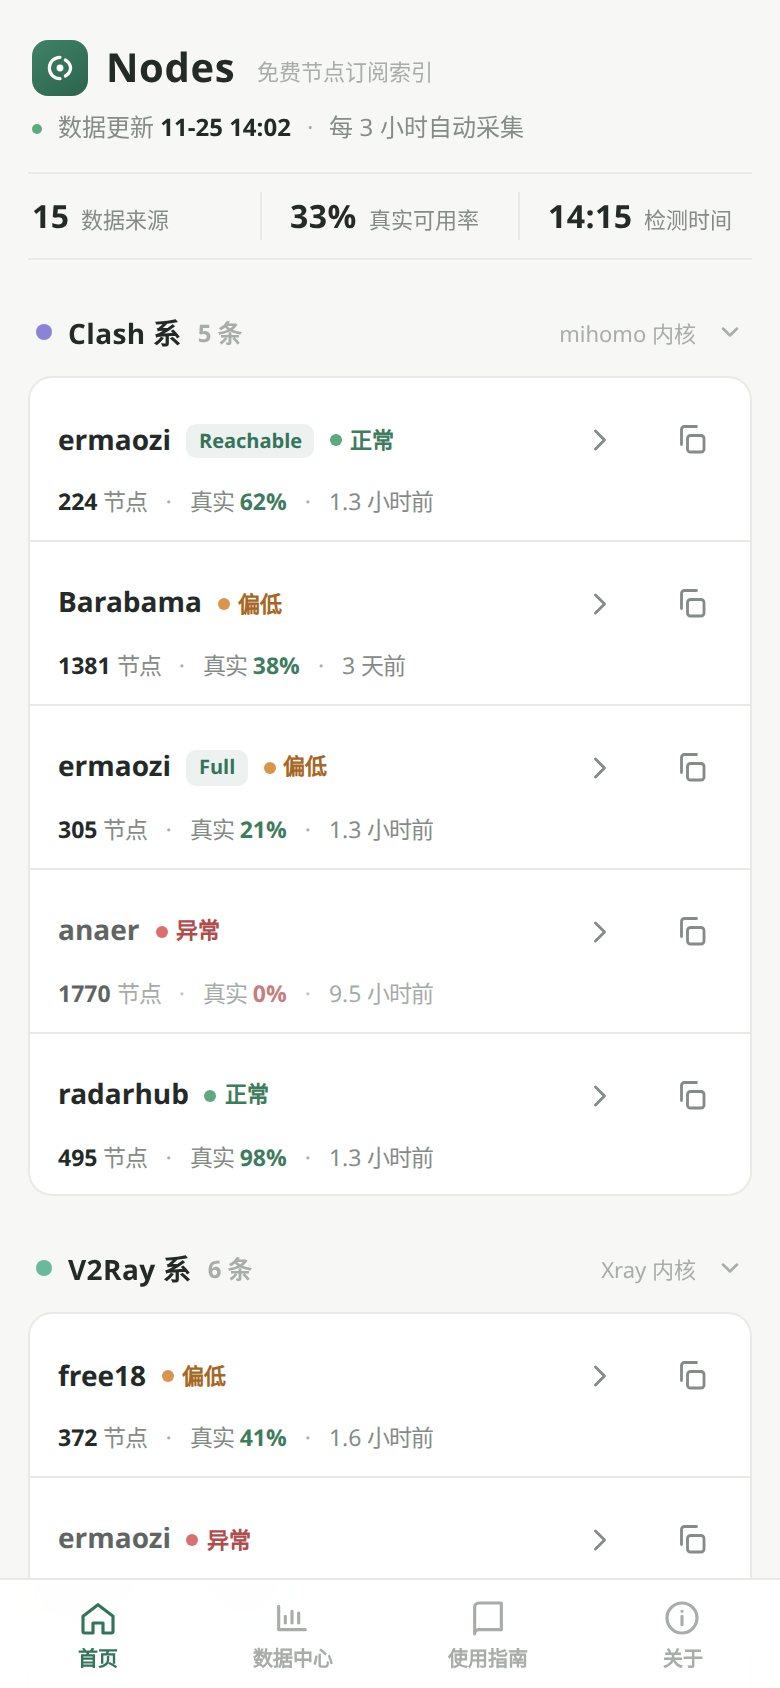 Nodes 免费节点订阅索引
数据更新 11-25 14:02 · 每 3 小时自动采集
15 数据来源 33% 真实可用率 14:15 检测时间
Clash 系 5 条 mihomo 内核
ermaozi Reachable 正常
224 节点 · 真实 62% · 1.3 小时前
Barabama 偏低
1381 节点 · 真实 38% · 3 天前
ermaozi Full 偏低
305 节点 · 真实 21% · 1.3 小时前
anaer 异常
1770 节点 · 真实 0% · 9.5 小时前
radarhub 正常
495 节点 · 真实 98% · 1.3 小时前
V2Ray 系 6 条 Xray 内核
free18 偏低
372 节点 · 真实 41% · 1.6 小时前
ermaozi 异常
首页 数据中心 使用指南 关于